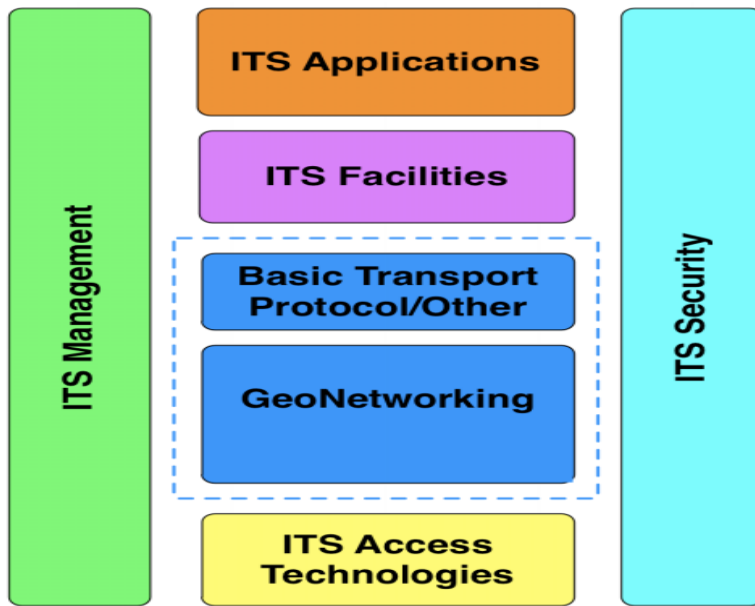 ITS Management
ITS Applications
ITS Facilities
Basic Transport
Protocol/Other
GeoNetworking
ITS Access
Technologies
ITS Security